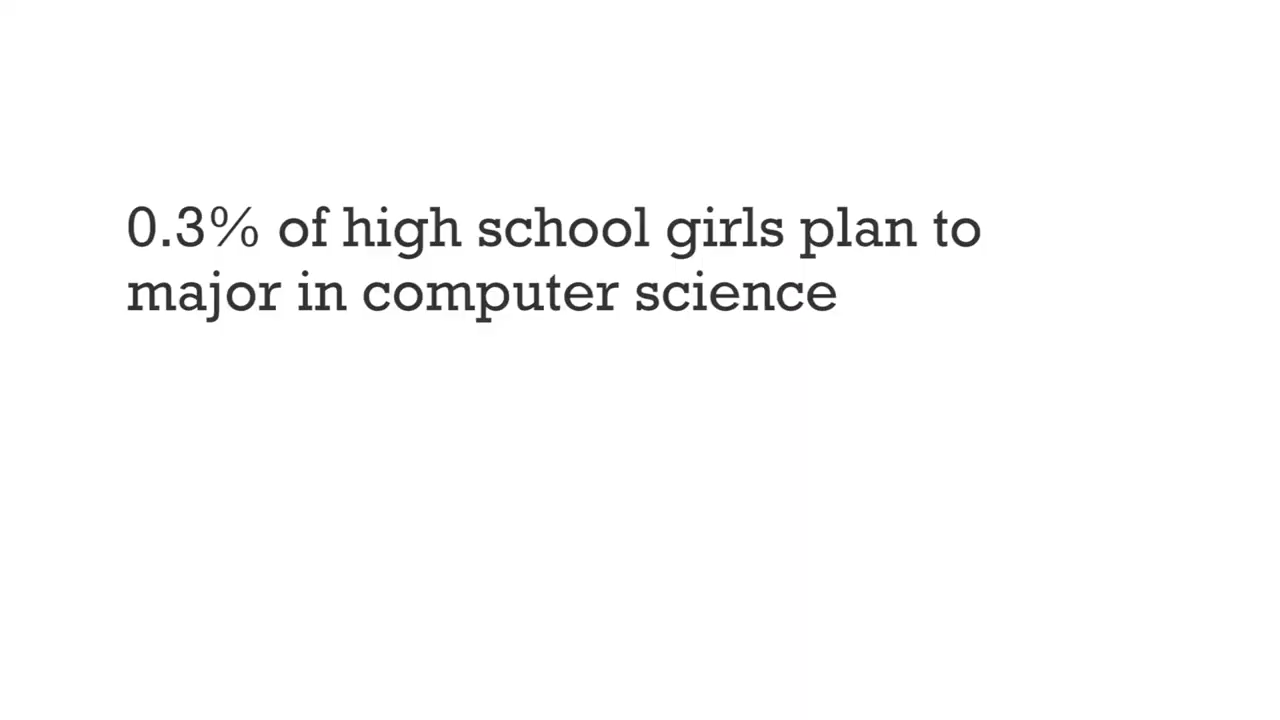 0.3% of high school girls plan to
major in computer science